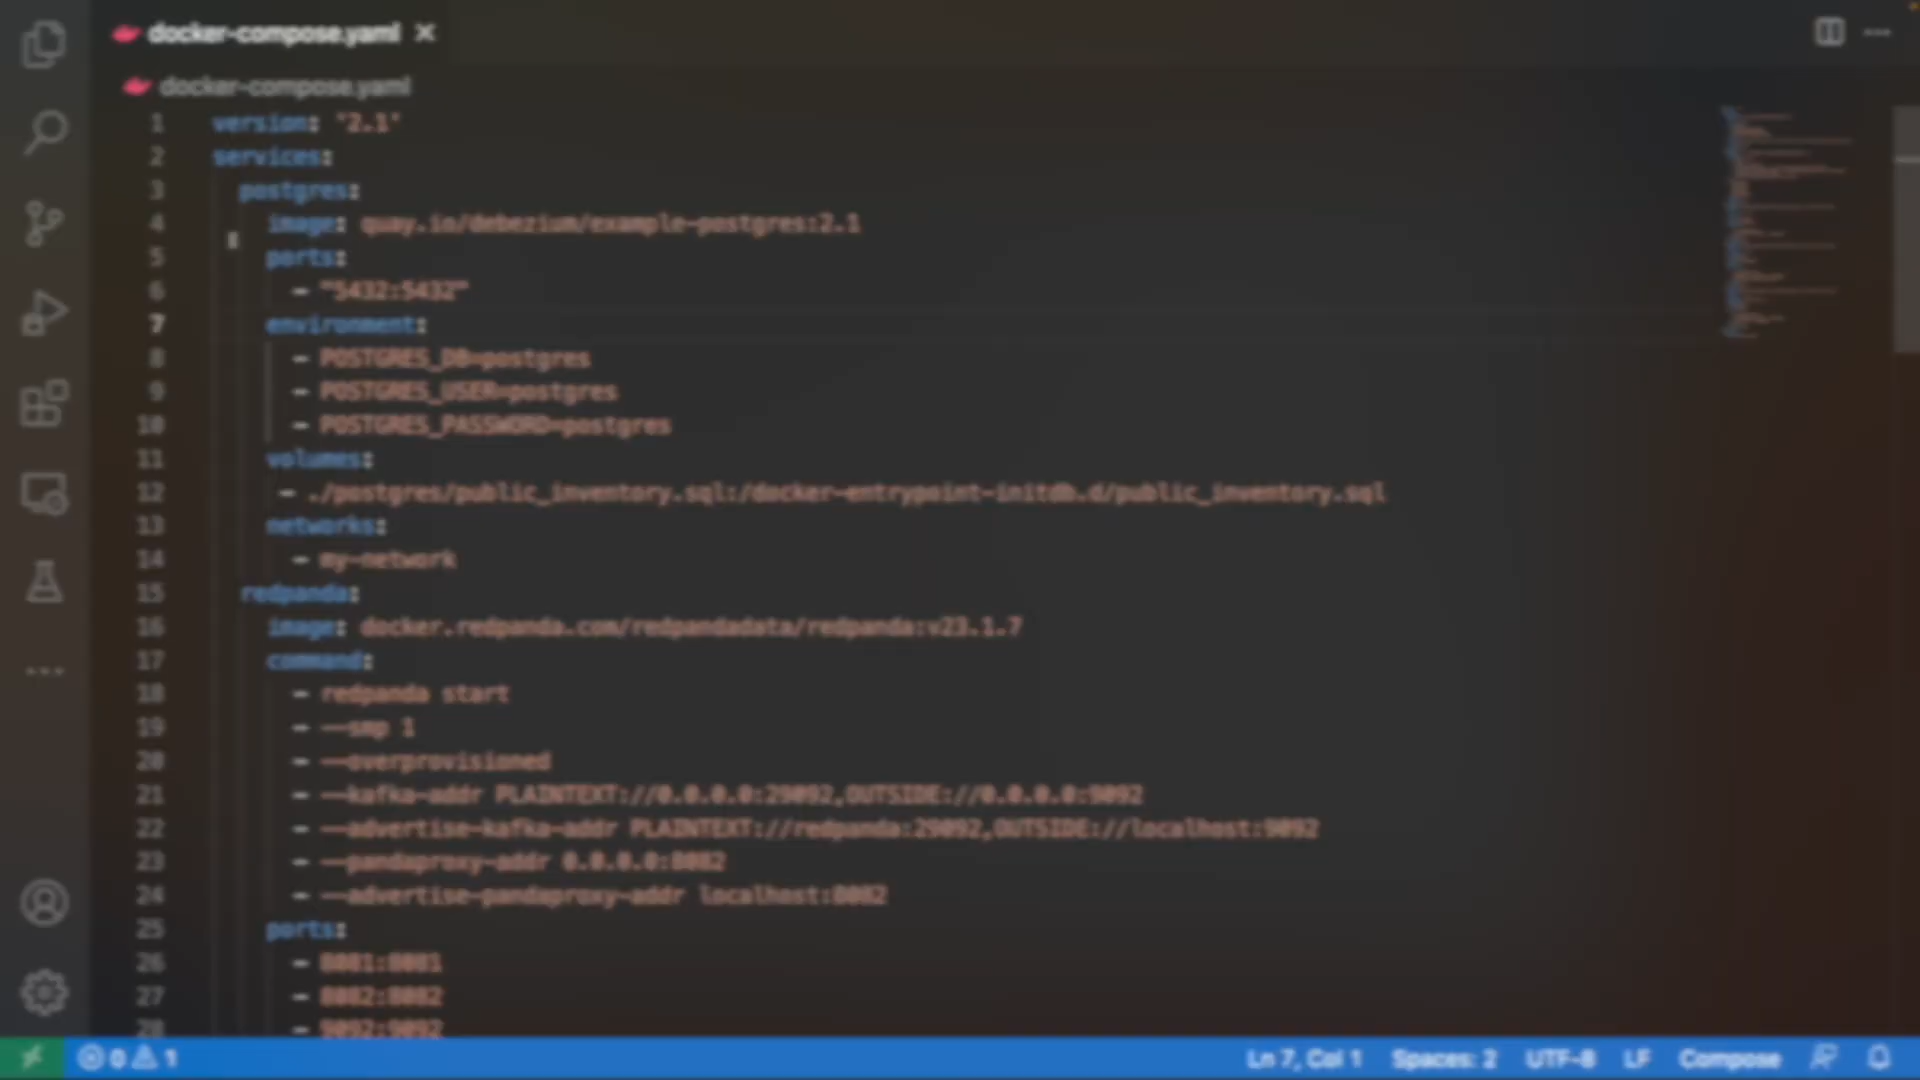 docker-compose.yaml
docker-compose.yaml
1 version: '2.1'
2 services:
3 postgres:
4 image: quay.io/debezium/example-postgres:2.1
5 ports:
6 - "5432:5432"
7 environment:
8 - POSTGRES_DB=postgres
9 - POSTGRES_USER=postgres
10 - POSTGRES_PASSWORD=postgres
11 volumes:
12 - ./postgres/public_inventory.sql:/docker-entrypoint-initdb.d/public_inventory.sql
13 networks:
14 - my-network
15 redpanda:
16 image: docker.redpanda.com/redpandadata/redpanda:v23.1.7
17 command:
18 - redpanda start
19 - --smp 1
20 - --overprovisioned
21 - --kafka-addr PLAINTEXT://0.0.0.0:29092,OUTSIDE://0.0.0.0:9092
22 - --advertise-kafka-addr PLAINTEXT://redpanda:29092,OUTSIDE://localhost:9092
23 - --pandaproxy-addr 0.0.0.0:8082
24 - --advertise-pandaproxy-addr localhost:8082
25 ports:
26 - 8081:8081
27 - 8082:8082
28 - 9092:9092
0 1 Ln 7, Col 1 Spaces: 2 UTF-8 LF Compose